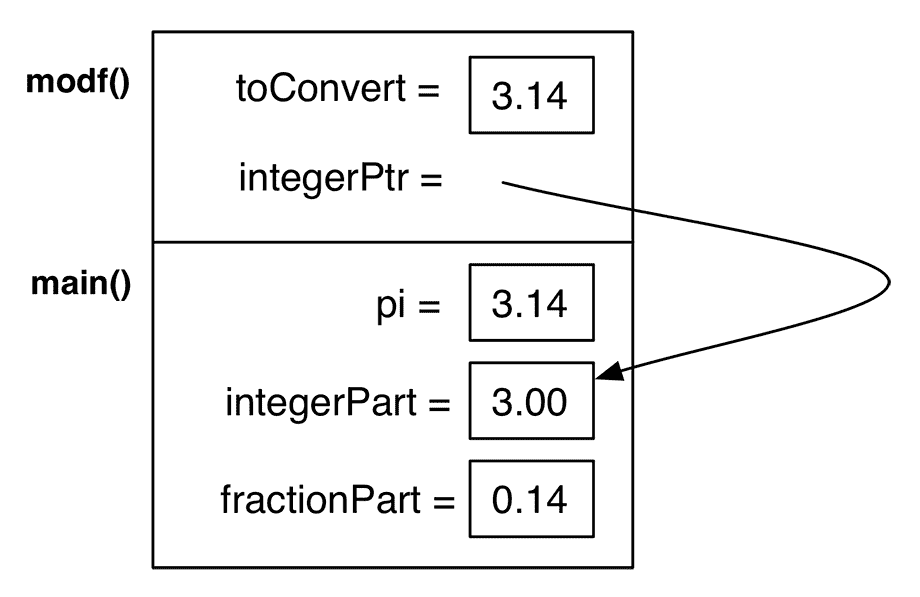 modf()
toConvert = 3.14
integerPtr =
main()
pi = 3.14
integerPart = 3.00
fractionPart = 0.14